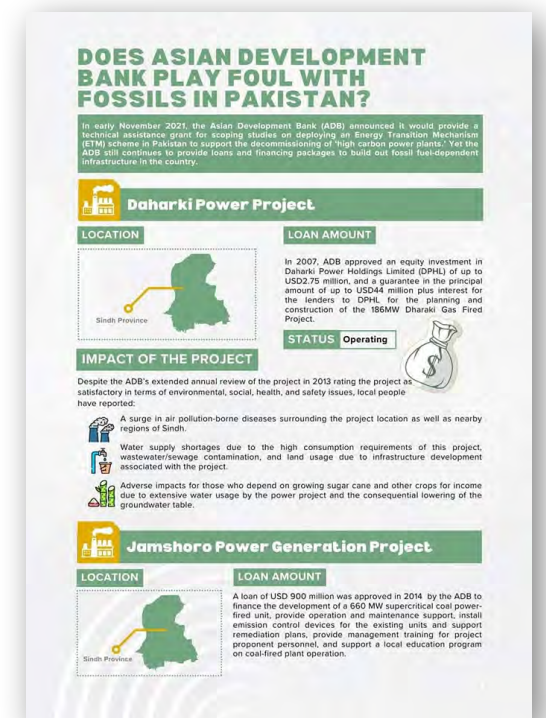 DOES ASIAN DEVELOPMENT
BANK PLAY FOUL WITH
FOSSILS IN PAKISTAN?
In early November 2021, the Asian Development Bank (ADB) announced it would provide a
technical assistance grant for scoping studies on deploying an Energy Transition Mechanism
(ETM) scheme in Pakistan to support the decommissioning of 'high carbon power plants.' Yet the
ADB still continues to provide loans and financing packages to build out fossil fuel-dependent
infrastructure in the country.
Daharki Power Project
LOCATION
Sindh Province
LOAN AMOUNT
In 2007, ADB approved an equity investment in
Daharki Power Holdings Limited (DPHL) of up to
USD2.75 million, and a guarantee in the principal
amount of up to USD44 million plus interest for
the lenders to DPHL for the planning and
construction of the 186MW Dharaki Gas Fired
Project.
STATUS Operating
$
IMPACT OF THE PROJECT
Despite the ADB's extended annual review of the project in 2013 rating the project as
satisfactory in terms of environmental, social, health, and safety issues, local people
have reported:
A surge in air pollution-borne diseases surrounding the project location as well as nearby
regions of Sindh.
Water supply shortages due to the high consumption requirements of this project,
wastewater/sewage contamination, and land usage due to infrastructure development
associated with the project.
Adverse impacts for those who depend on growing sugar cane and other crops for income
due to extensive water usage by the power project and the consequential lowering of the
groundwater table.
Jamshoro Power Generation Project
LOCATION
Sindh Province
LOAN AMOUNT
A loan of USD 900 million was approved in 2014 by the ADB to
finance the development of a 660 MW supercritical coal power-
fired unit, provide operation and maintenance support, install
emission control devices for the existing units and support
remediation plans, provide management training for project
proponent personnel, and support a local education program
on coal-fired plant operation.